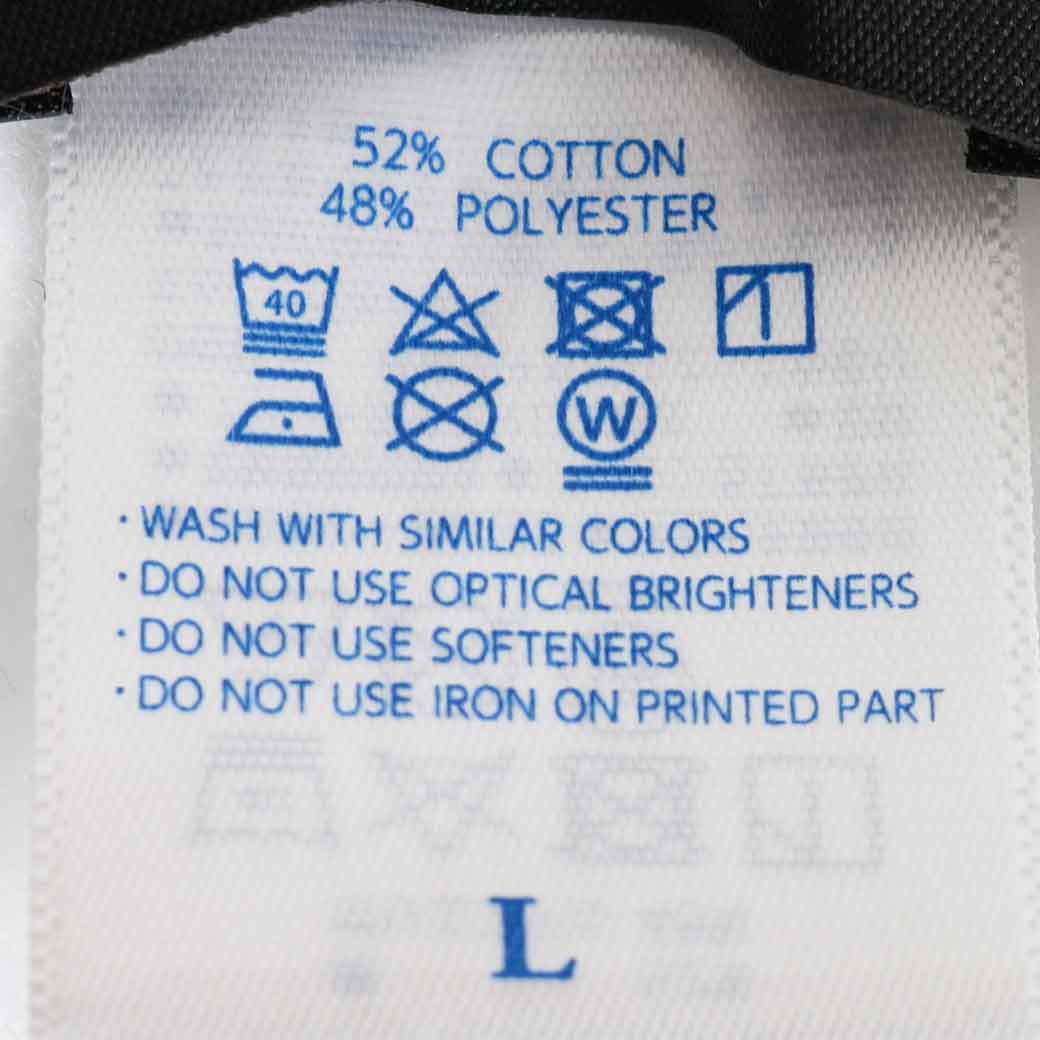 52% COTTON
48% POLYESTER
40
W
· WASH WITH SIMILAR COLORS
· DO NOT USE OPTICAL BRIGHTENERS
· DO NOT USE SOFTENERS
· DO NOT USE IRON ON PRINTED PART
L